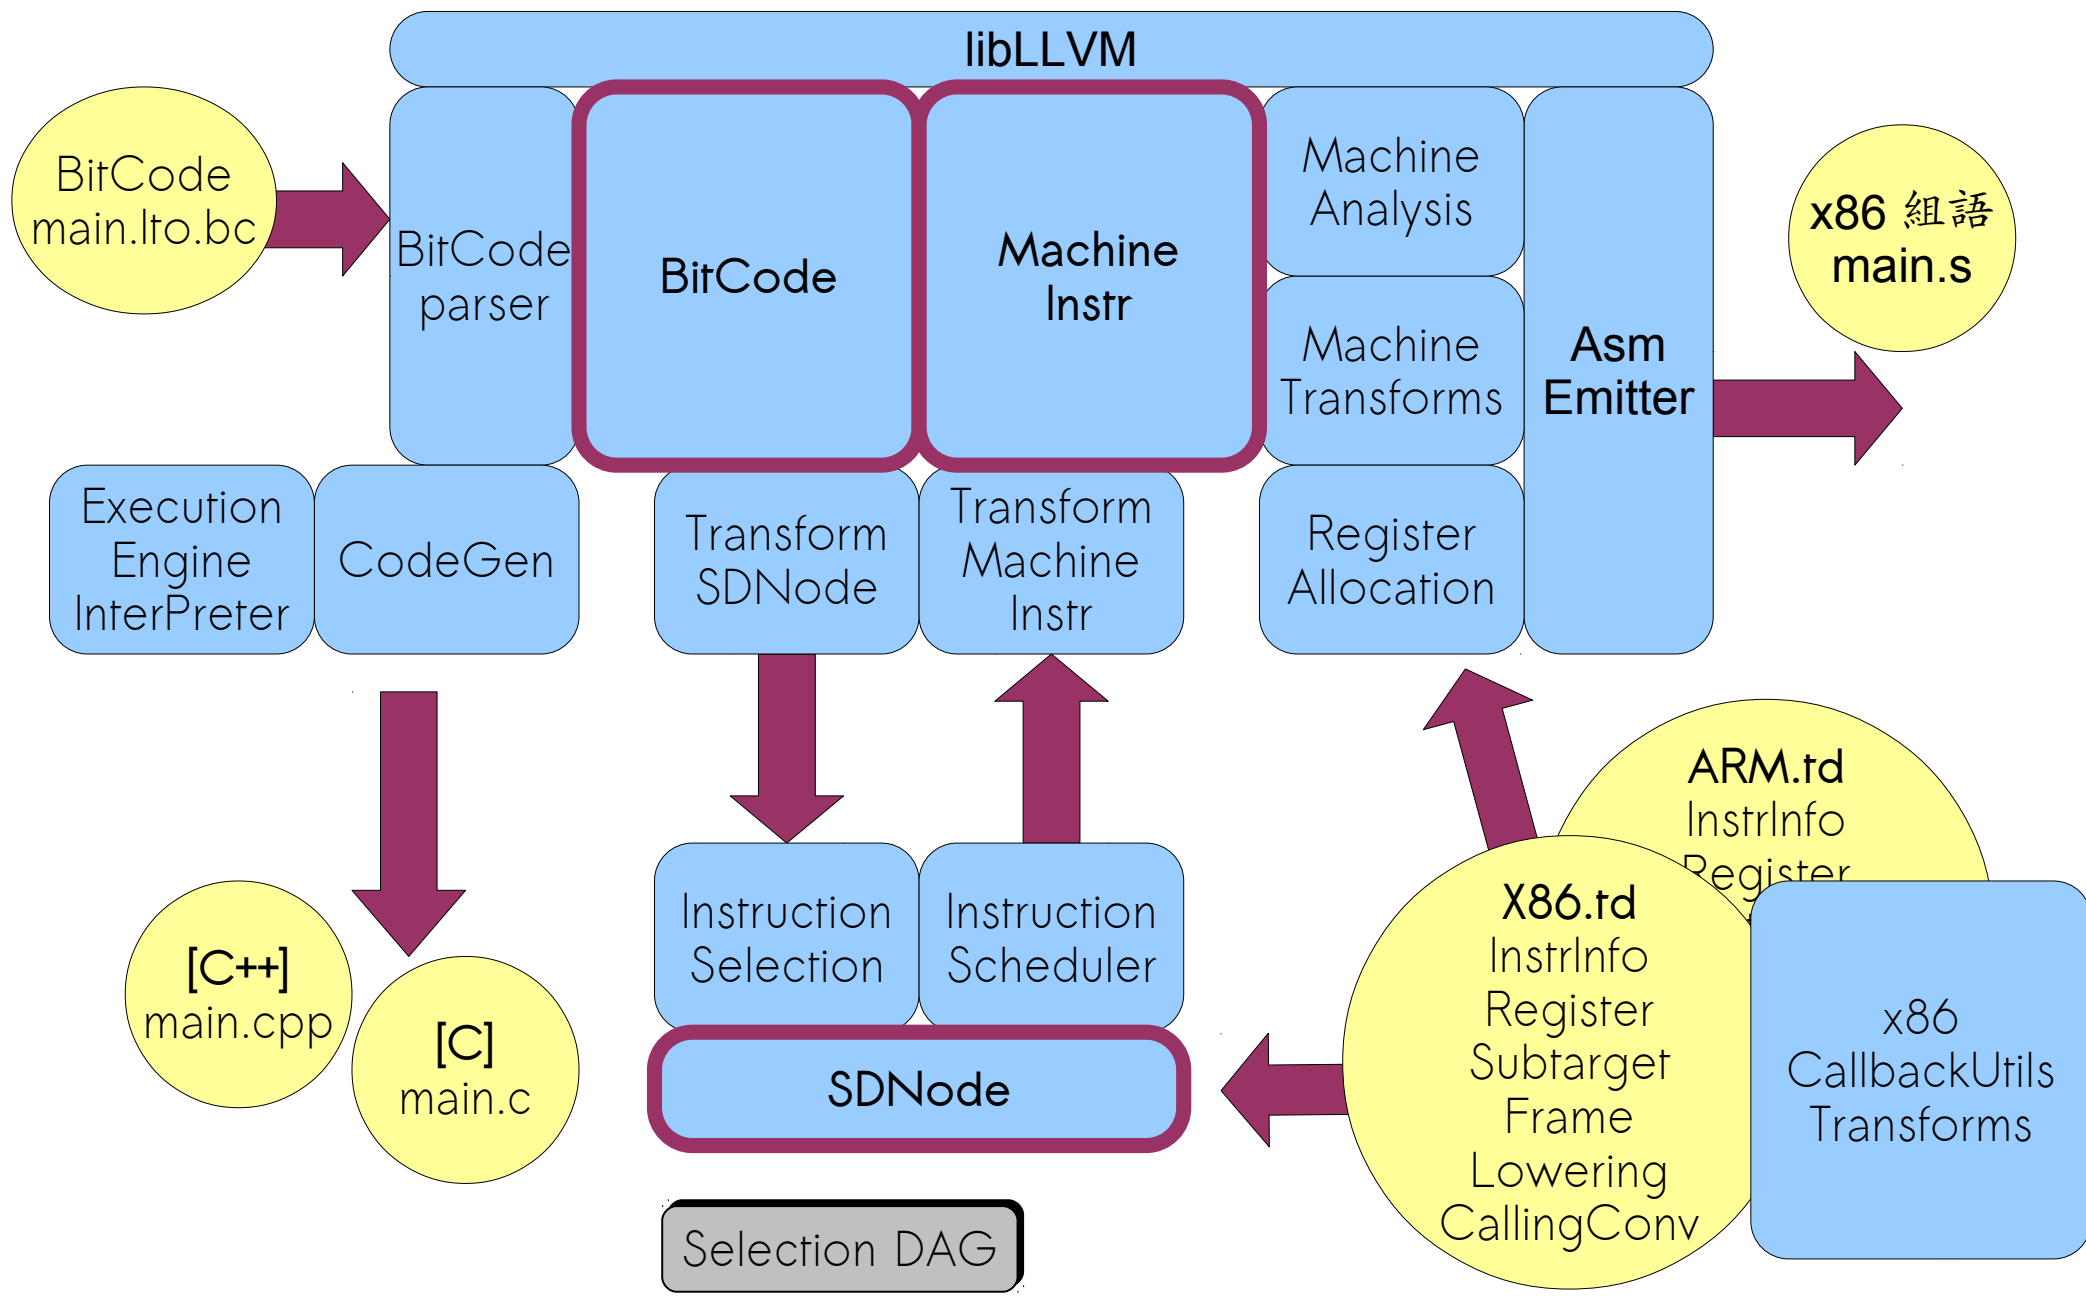 libLLVM
BitCode
main.lto.bc
BitCode
parser
BitCode
Machine
Instr
Machine
Analysis
Machine
Transforms
Asm
Emitter
x86 組語
main.s
Execution
Engine
InterPreter
CodeGen
Transform
SDNode
Transform
Machine
Instr
Register
Allocation
[C++]
main.cpp
[C]
main.c
Instruction
Selection
Instruction
Scheduler
SDNode
Selection DAG
ARM.td
InstrInfo
Register
X86.td
InstrInfo
Register
Subtarget
Frame
Lowering
CallingConv
x86
CallbackUtils
Transforms